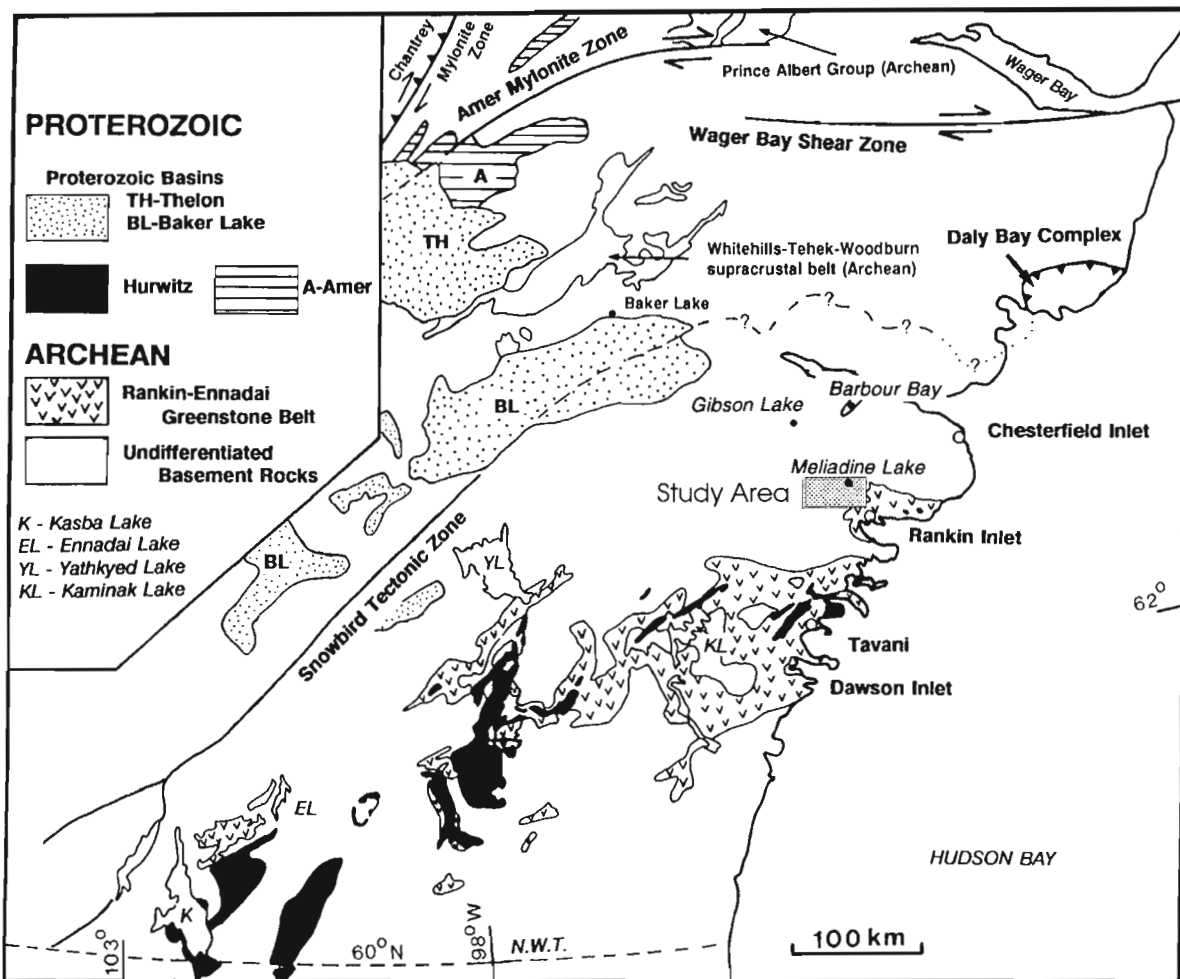 PROTEROZOIC
Proterozoic Basins
TH-Thelon
BL-Baker Lake
Hurwitz
A-Amer
ARCHEAN
Rankin-Ennadai
Greenstone Belt
Undifferentiated
Basement Rocks
K - Kasba Lake
EL - Ennadai Lake
YL - Yathkyed Lake
KL - Kaminak Lake
Chantrey
Mylonite
Zone
Amer Mylonite Zone
Prince Albert Group (Archean)
Wager Bay
Wager Bay Shear Zone
A
TH
Whitehills-Tehek-Woodburn
supracrustal belt (Archean)
Daly Bay Complex
Baker Lake
?
?
?
?
BL
Gibson Lake
Barbour Bay
Chesterfield Inlet
Meliadine Lake
Study Area
Rankin Inlet
BL
Snowbird Tectonic Zone
YL
62°
KL
Tavani
Dawson Inlet
EL
HUDSON BAY
K
103°
60°N
98°W
N.W.T.
100 km